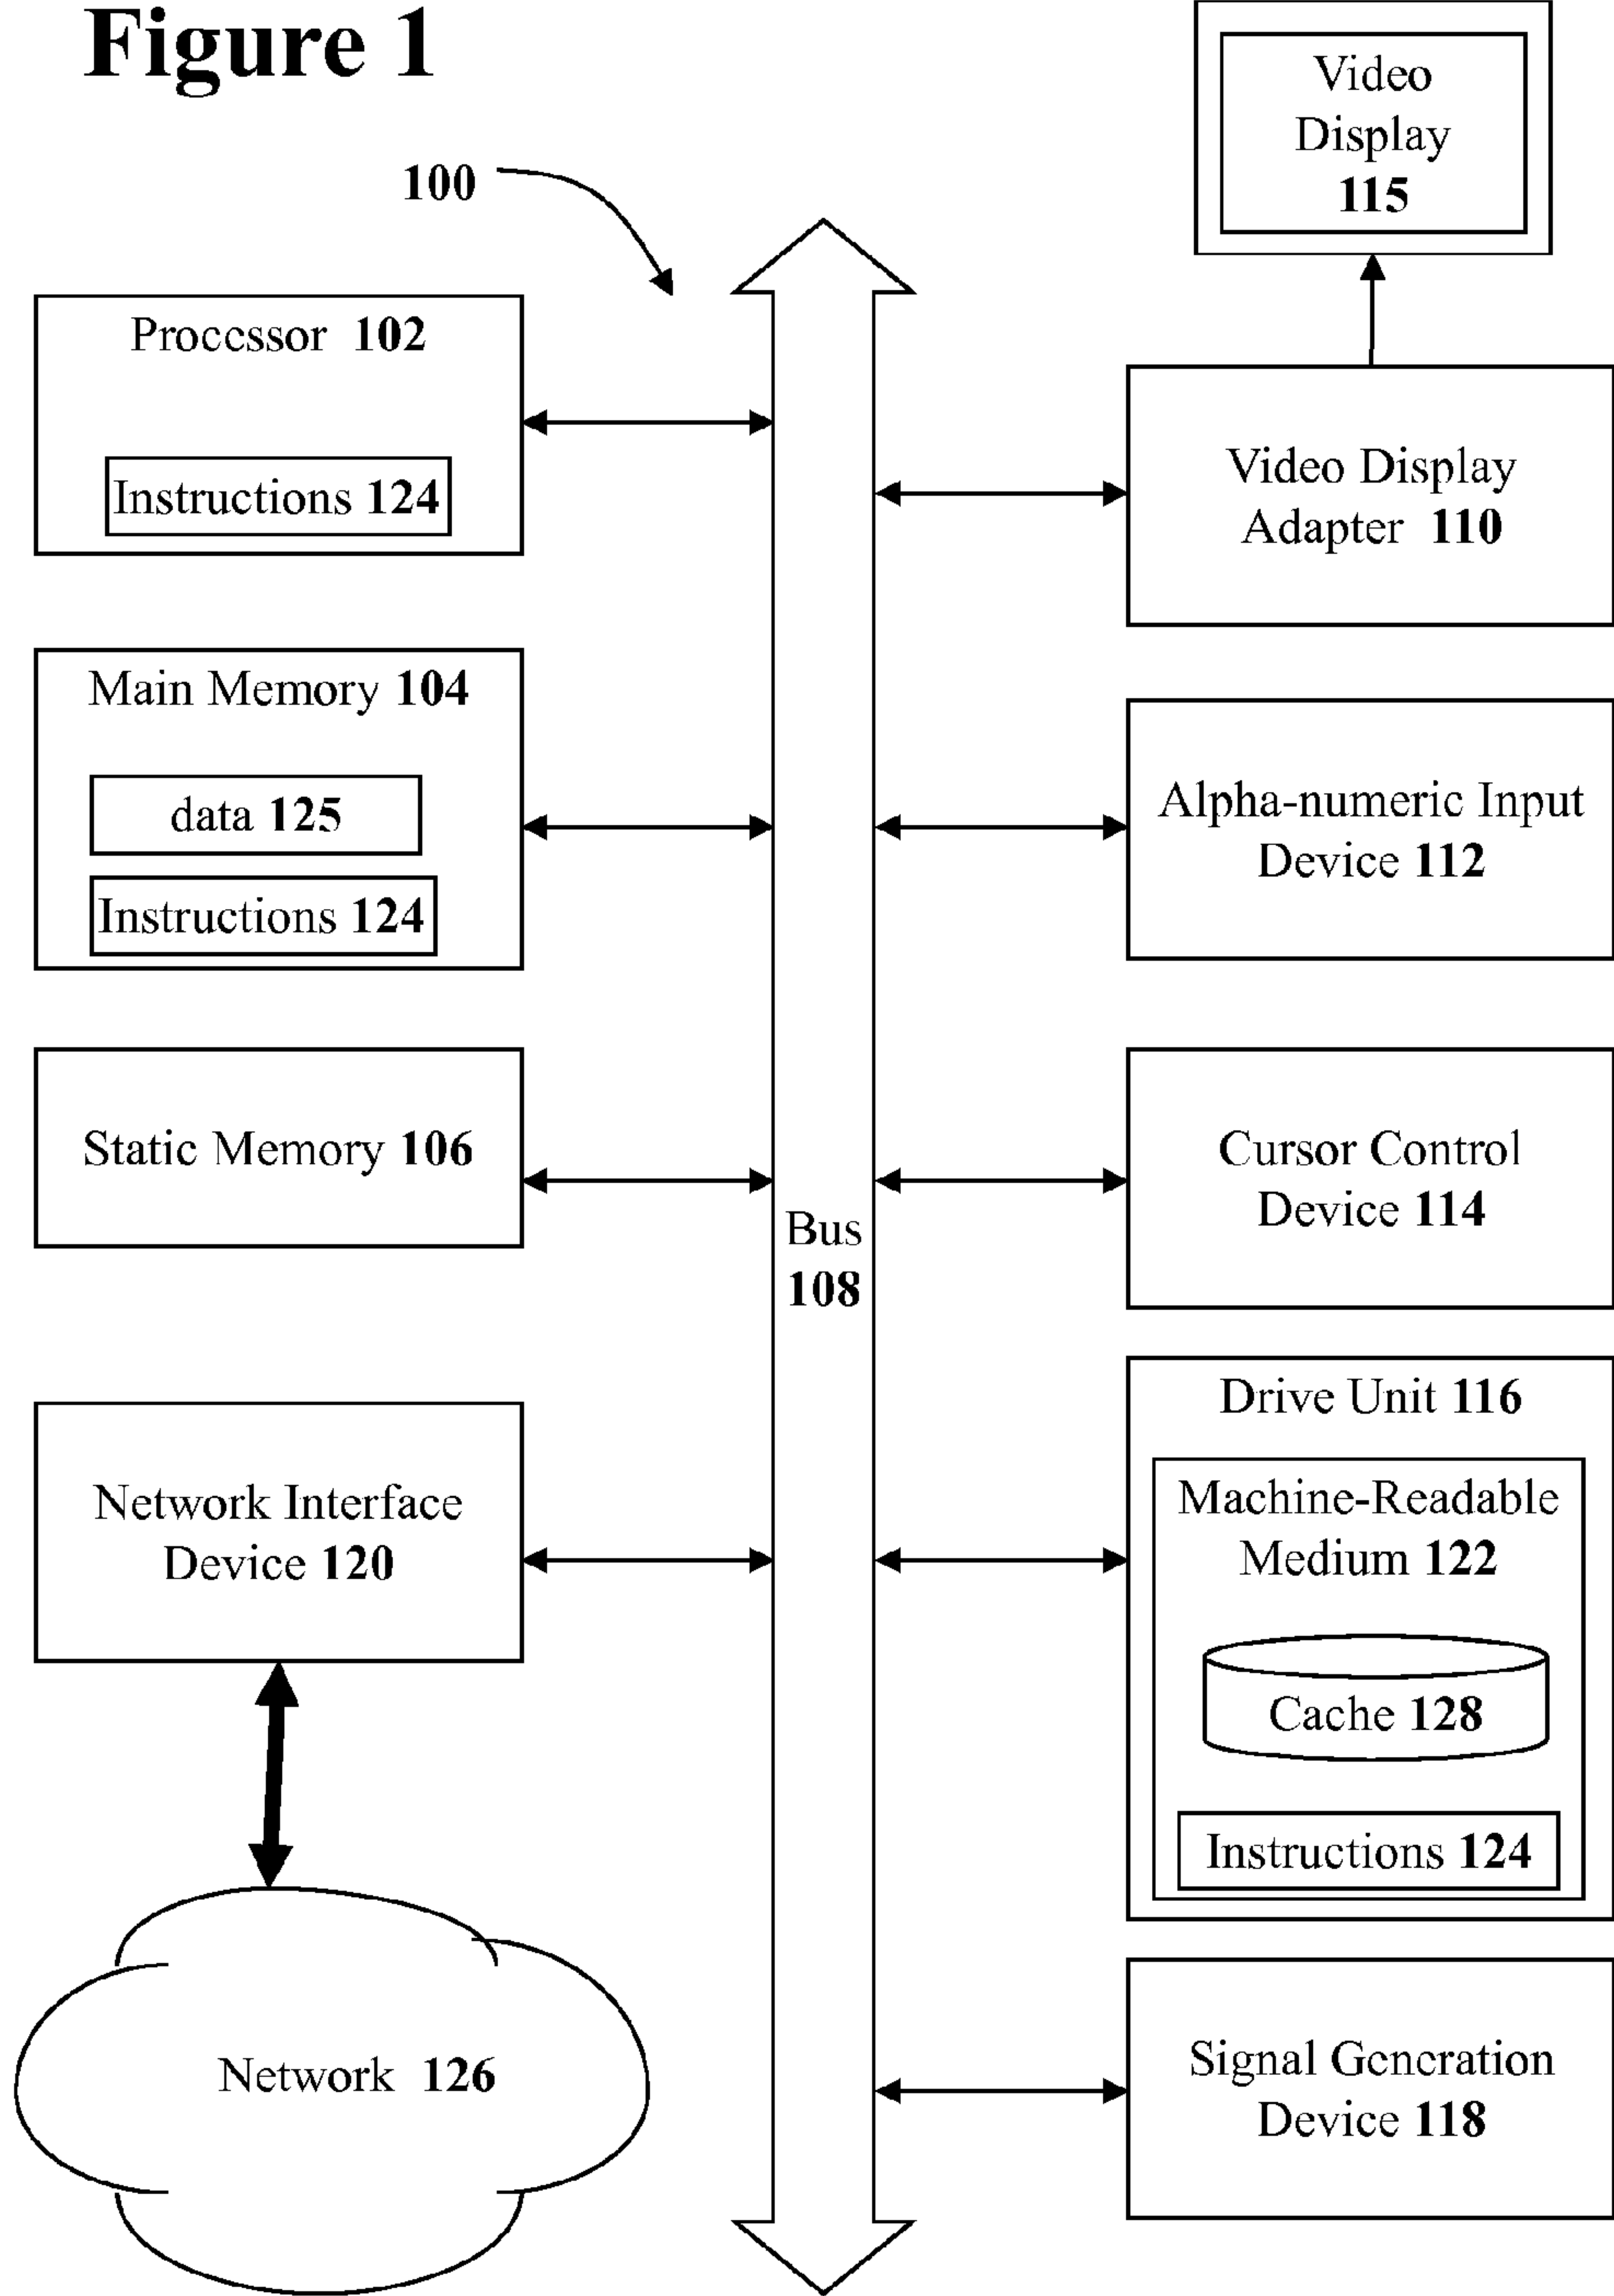 Figure 1
100
Video
Display
115
Processor 102
Instructions 124
Video Display
Adapter 110
Main Memory 104
data 125
Instructions 124
Alpha-numeric Input
Device 112
Static Memory 106
Cursor Control
Device 114
Bus
108
Network Interface
Device 120
Drive Unit 116
Machine-Readable
Medium 122
Cache 128
Instructions 124
Network 126
Signal Generation
Device 118